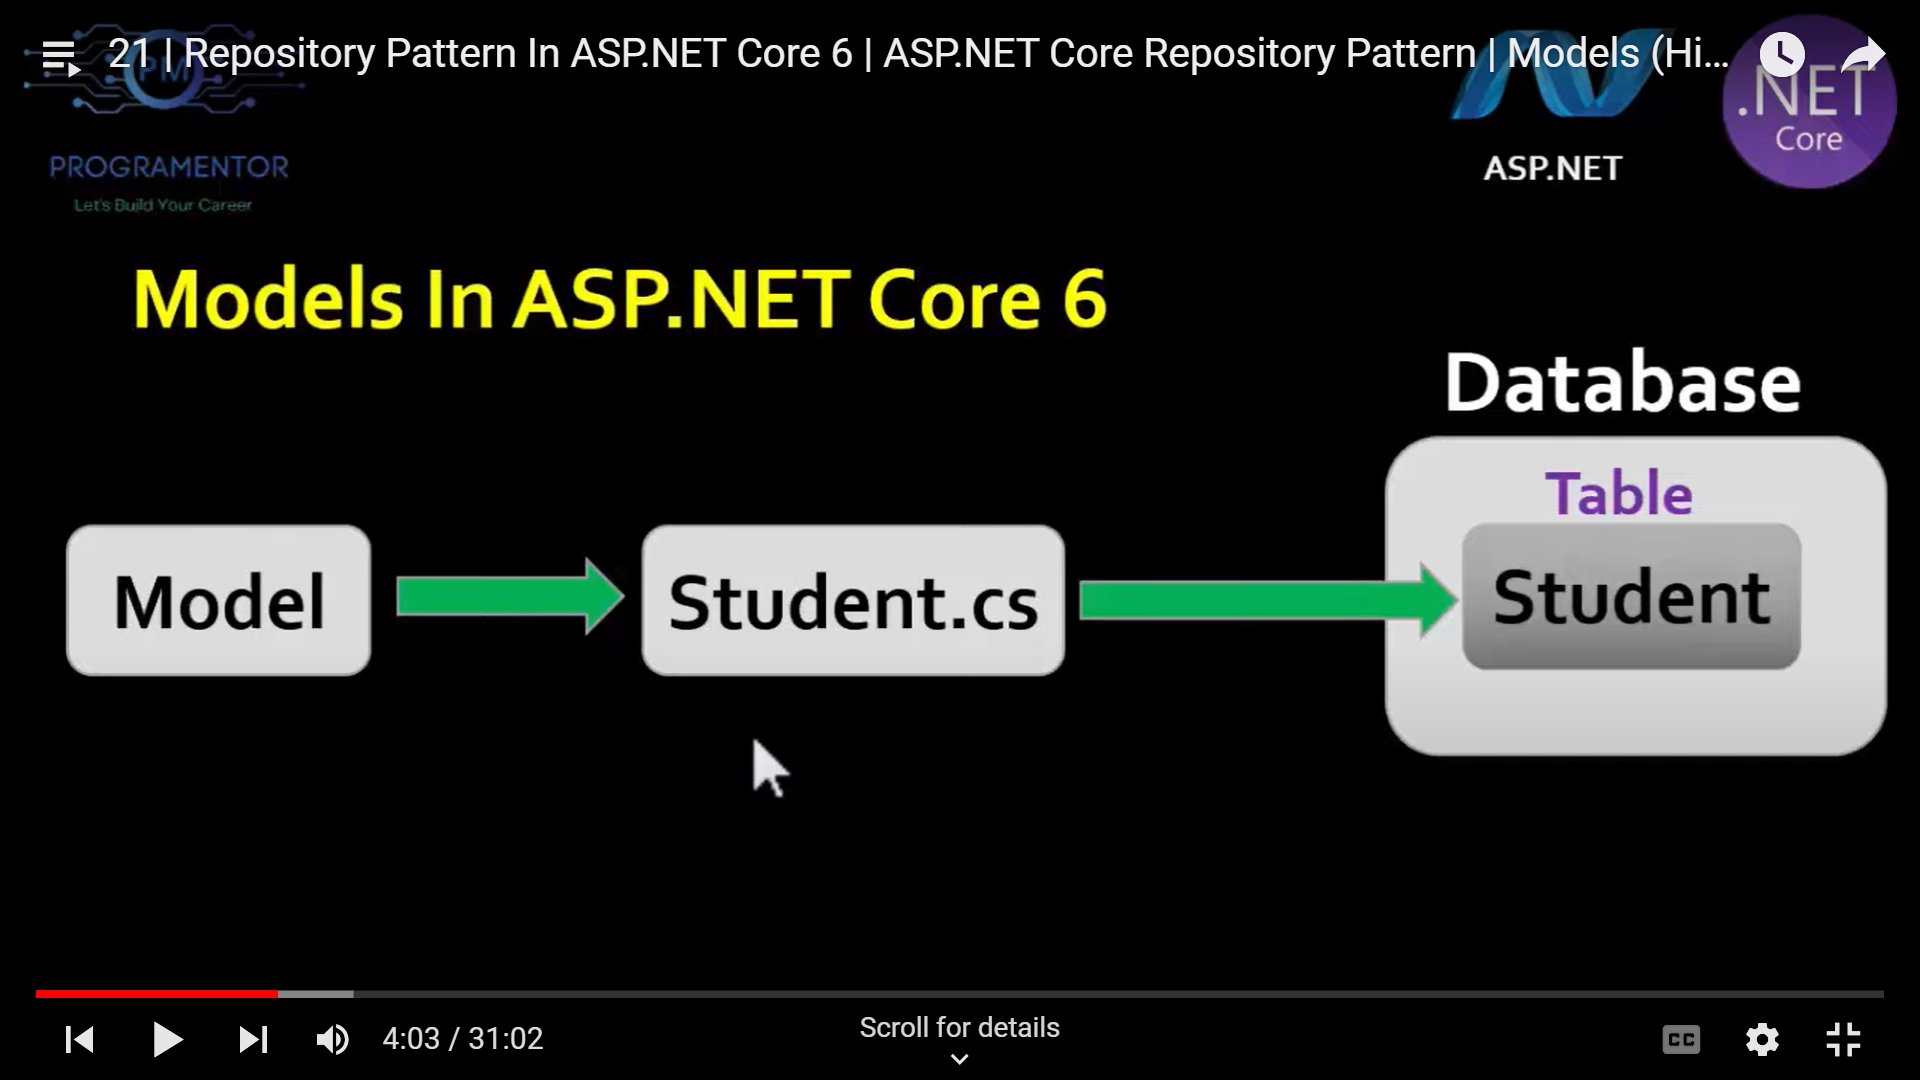 21 | Repository Pattern In ASP.NET Core 6 | ASP.NET Core Repository Pattern | Models (Hi...
PM
PROGRAMENTOR
Let's Build Your Career
ASP.NET
.NET
Core
Models In ASP.NET Core 6
Database
Table
Model
Student.cs
Student
4:03 / 31:02
Scroll for details
CC